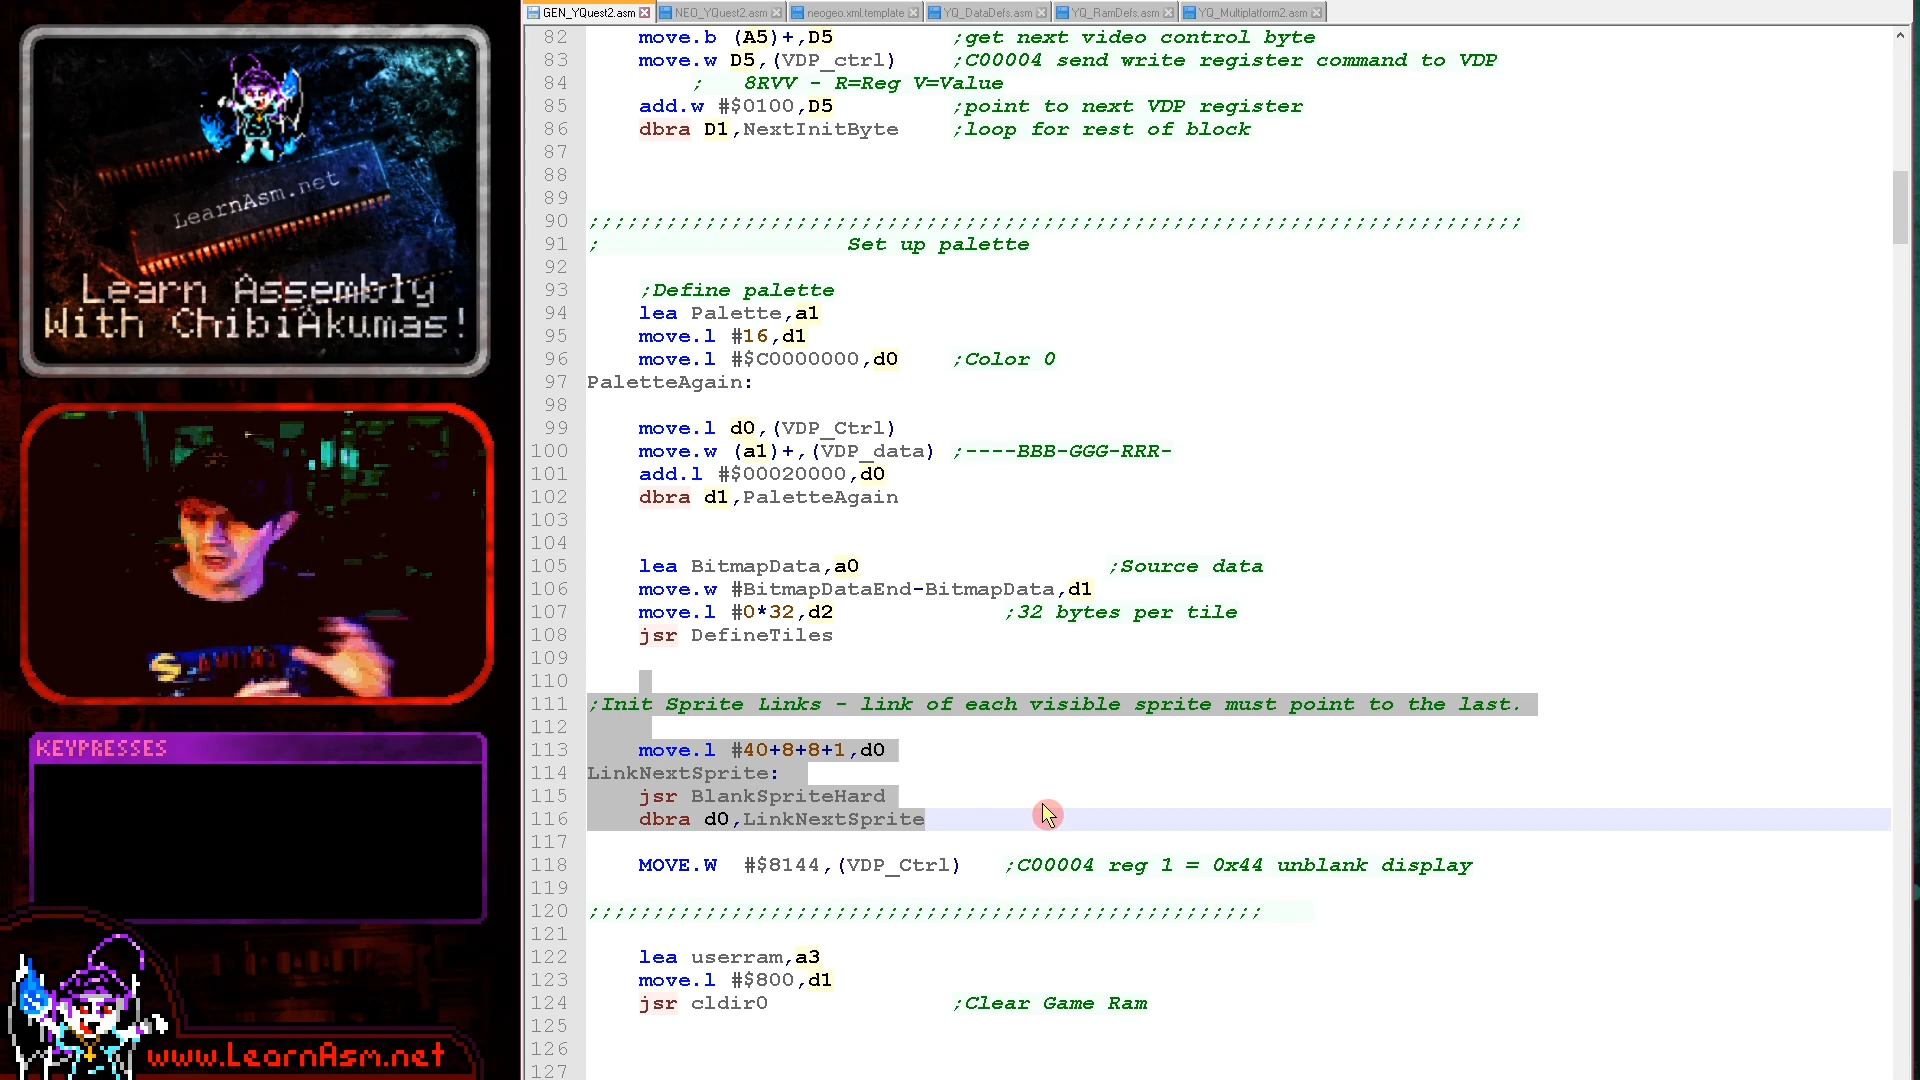 LearnAsm.net
Learn Assembly
With ChibiAkumas!
KEYPRESSES
www.LearnAsm.net
GEN_YQuest2.asm
NEO_YQuest2.asm
neogeo.xml.template
YQ_DataDefs.asm
YQ_RamDefs.asm
YQ_Multiplatform2.asm
82 move.b (A5)+,D5 ;get next video control byte
83 move.w D5,(VDP_ctrl) ;C00004 send write register command to VDP
84 ; 8RVV - R=Reg V=Value
85 add.w #$0100,D5 ;point to next VDP register
86 dbra D1,NextInitByte ;loop for rest of block
87
88
89
90 ;;;;;;;;;;;;;;;;;;;;;;;;;;;;;;;;;;;;;;;;;;;;;;;;;;;;;;;;;;;;;;;;;;;;;;;;
91 ; Set up palette
92
93 ;Define palette
94 lea Palette,a1
95 move.l #16,d1
96 move.l #$C0000000,d0 ;Color 0
97 PaletteAgain:
98
99 move.l d0,(VDP_Ctrl)
100 move.w (a1)+,(VDP_data) ;----BBB-GGG-RRR-
101 add.l #$00020000,d0
102 dbra d1,PaletteAgain
103
104
105 lea BitmapData,a0 ;Source data
106 move.w #BitmapDataEnd-BitmapData,d1
107 move.l #0*32,d2 ;32 bytes per tile
108 jsr DefineTiles
109
110
111 ;Init Sprite Links - link of each visible sprite must point to the last.
112
113 move.l #40+8+8+1,d0
114 LinkNextSprite:
115 jsr BlankSpriteHard
116 dbra d0,LinkNextSprite
117
118 MOVE.W #$8144,(VDP_Ctrl) ;C00004 reg 1 = 0x44 unblank display
119
120 ;;;;;;;;;;;;;;;;;;;;;;;;;;;;;;;;;;;;;;;;;;;;;;;;;;;;
121
122 lea userram,a3
123 move.l #$800,d1
124 jsr cldir0 ;Clear Game Ram
125
126
127